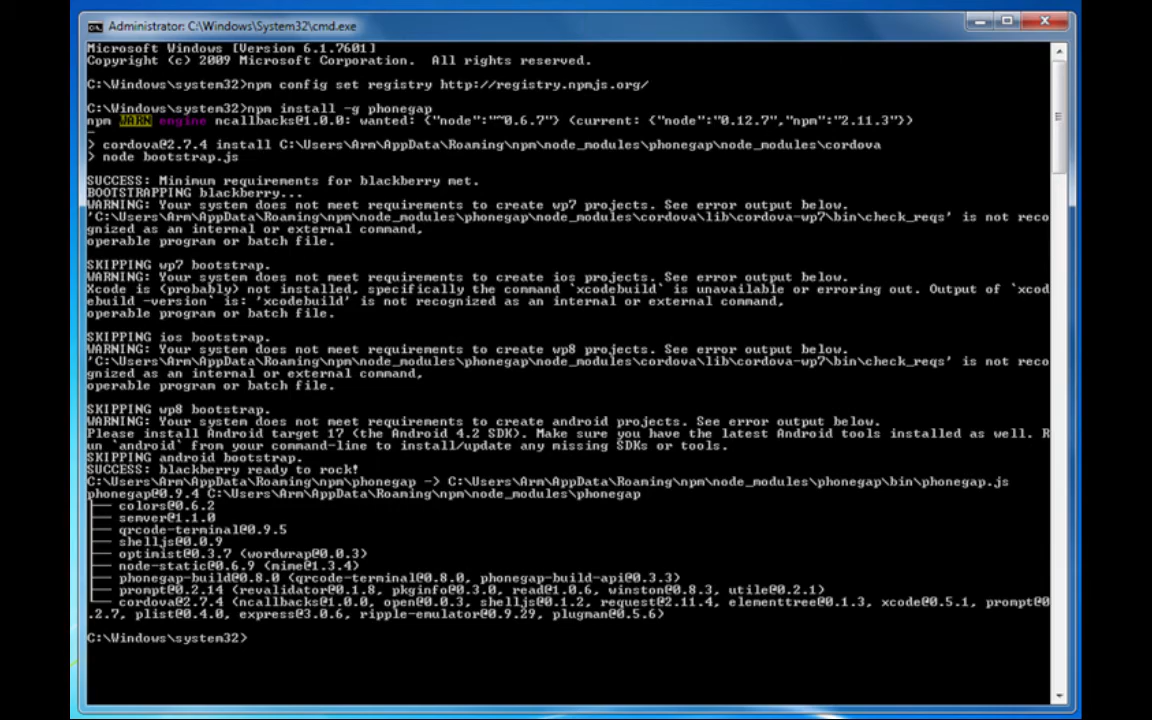 Administrator: C:\Windows\System32\cmd.exe
Microsoft Windows [Version 6.1.7601]
Copyright (c) 2009 Microsoft Corporation.  All rights reserved.
C:\Windows\system32>npm config set registry http://registry.npmjs.org/
C:\Windows\system32>npm install -g phonegap
npm WARN engine ncallbacks@1.0.0: wanted: {"node":"~0.6.7"} (current: {"node":"0.12.7","npm":"2.11.3"})
-
> cordova@2.7.4 install C:\Users\Arm\AppData\Roaming\npm\node_modules\phonegap\node_modules\cordova
> node bootstrap.js
SUCCESS: Minimum requirements for blackberry met.
BOOTSTRAPPING blackberry...
WARNING: Your system does not meet requirements to create wp7 projects. See error output below.
'C:\Users\Arm\AppData\Roaming\npm\node_modules\phonegap\node_modules\cordova\lib\cordova-wp7\bin\check_reqs' is not reco
gnized as an internal or external command,
operable program or batch file.
SKIPPING wp7 bootstrap.
WARNING: Your system does not meet requirements to create ios projects. See error output below.
Xcode is (probably) not installed, specifically the command `xcodebuild` is unavailable or erroring out. Output of `xcod
ebuild -version` is: 'xcodebuild' is not recognized as an internal or external command,
operable program or batch file.
SKIPPING ios bootstrap.
WARNING: Your system does not meet requirements to create wp8 projects. See error output below.
'C:\Users\Arm\AppData\Roaming\npm\node_modules\phonegap\node_modules\cordova\lib\cordova-wp7\bin\check_reqs' is not reco
gnized as an internal or external command,
operable program or batch file.
SKIPPING wp8 bootstrap.
WARNING: Your system does not meet requirements to create android projects. See error output below.
Please install Android target 17 (the Android 4.2 SDK). Make sure you have the latest Android tools installed as well. R
un `android` from your command-line to install/update any missing SDKs or tools.
SKIPPING android bootstrap.
SUCCESS: blackberry ready to rock!
C:\Users\Arm\AppData\Roaming\npm\phonegap -> C:\Users\Arm\AppData\Roaming\npm\node_modules\phonegap\bin\phonegap.js
phonegap@0.9.4 C:\Users\Arm\AppData\Roaming\npm\node_modules\phonegap
├── colors@0.6.2
├── semver@1.1.0
├── qrcode-terminal@0.9.5
├── shelljs@0.0.9
├── optimist@0.3.7 (wordwrap@0.0.3)
├── node-static@0.6.9 (mime@1.3.4)
├── phonegap-build@0.8.0 (qrcode-terminal@0.8.0, phonegap-build-api@0.3.3)
├── prompt@0.2.14 (revalidator@0.1.8, pkginfo@0.3.0, read@1.0.6, winston@0.8.3, utile@0.2.1)
└── cordova@2.7.4 (ncallbacks@1.0.0, open@0.0.3, shelljs@0.1.2, request@2.11.4, elementtree@0.1.3, xcode@0.5.1, prompt@0
.2.7, plist@0.4.0, express@3.0.6, ripple-emulator@0.9.29, plugman@0.5.6)
C:\Windows\system32>